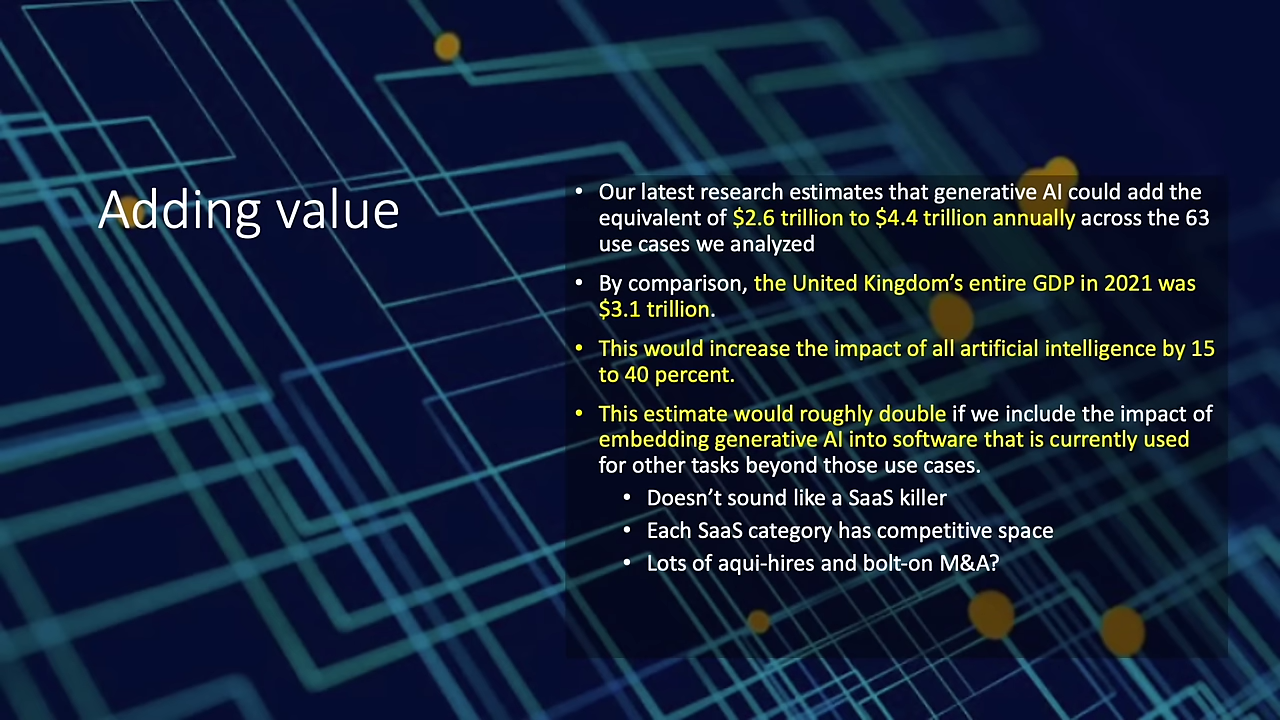 Adding value
• Our latest research estimates that generative AI could add the
equivalent of $2.6 trillion to $4.4 trillion annually across the 63
use cases we analyzed
• By comparison, the United Kingdom’s entire GDP in 2021 was
$3.1 trillion.
• This would increase the impact of all artificial intelligence by 15
to 40 percent.
• This estimate would roughly double if we include the impact of
embedding generative AI into software that is currently used
for other tasks beyond those use cases.
• Doesn’t sound like a SaaS killer
• Each SaaS category has competitive space
• Lots of aqui-hires and bolt-on M&A?